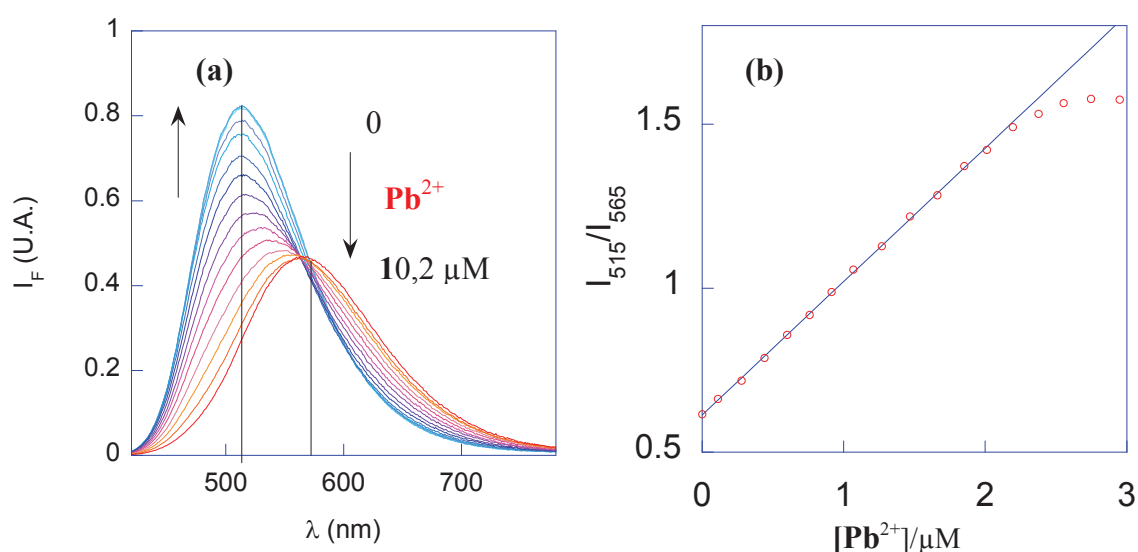 (a)
I_F (U.A.)
1
0.8
0.6
0.4
0.2
0
0
Pb²⁺
10,2 µM
500
600
700
λ (nm)
(b)
I₅₁₅/I₅₆₅
1.5
1
0.5
0
1
2
3
[Pb²⁺]/µM